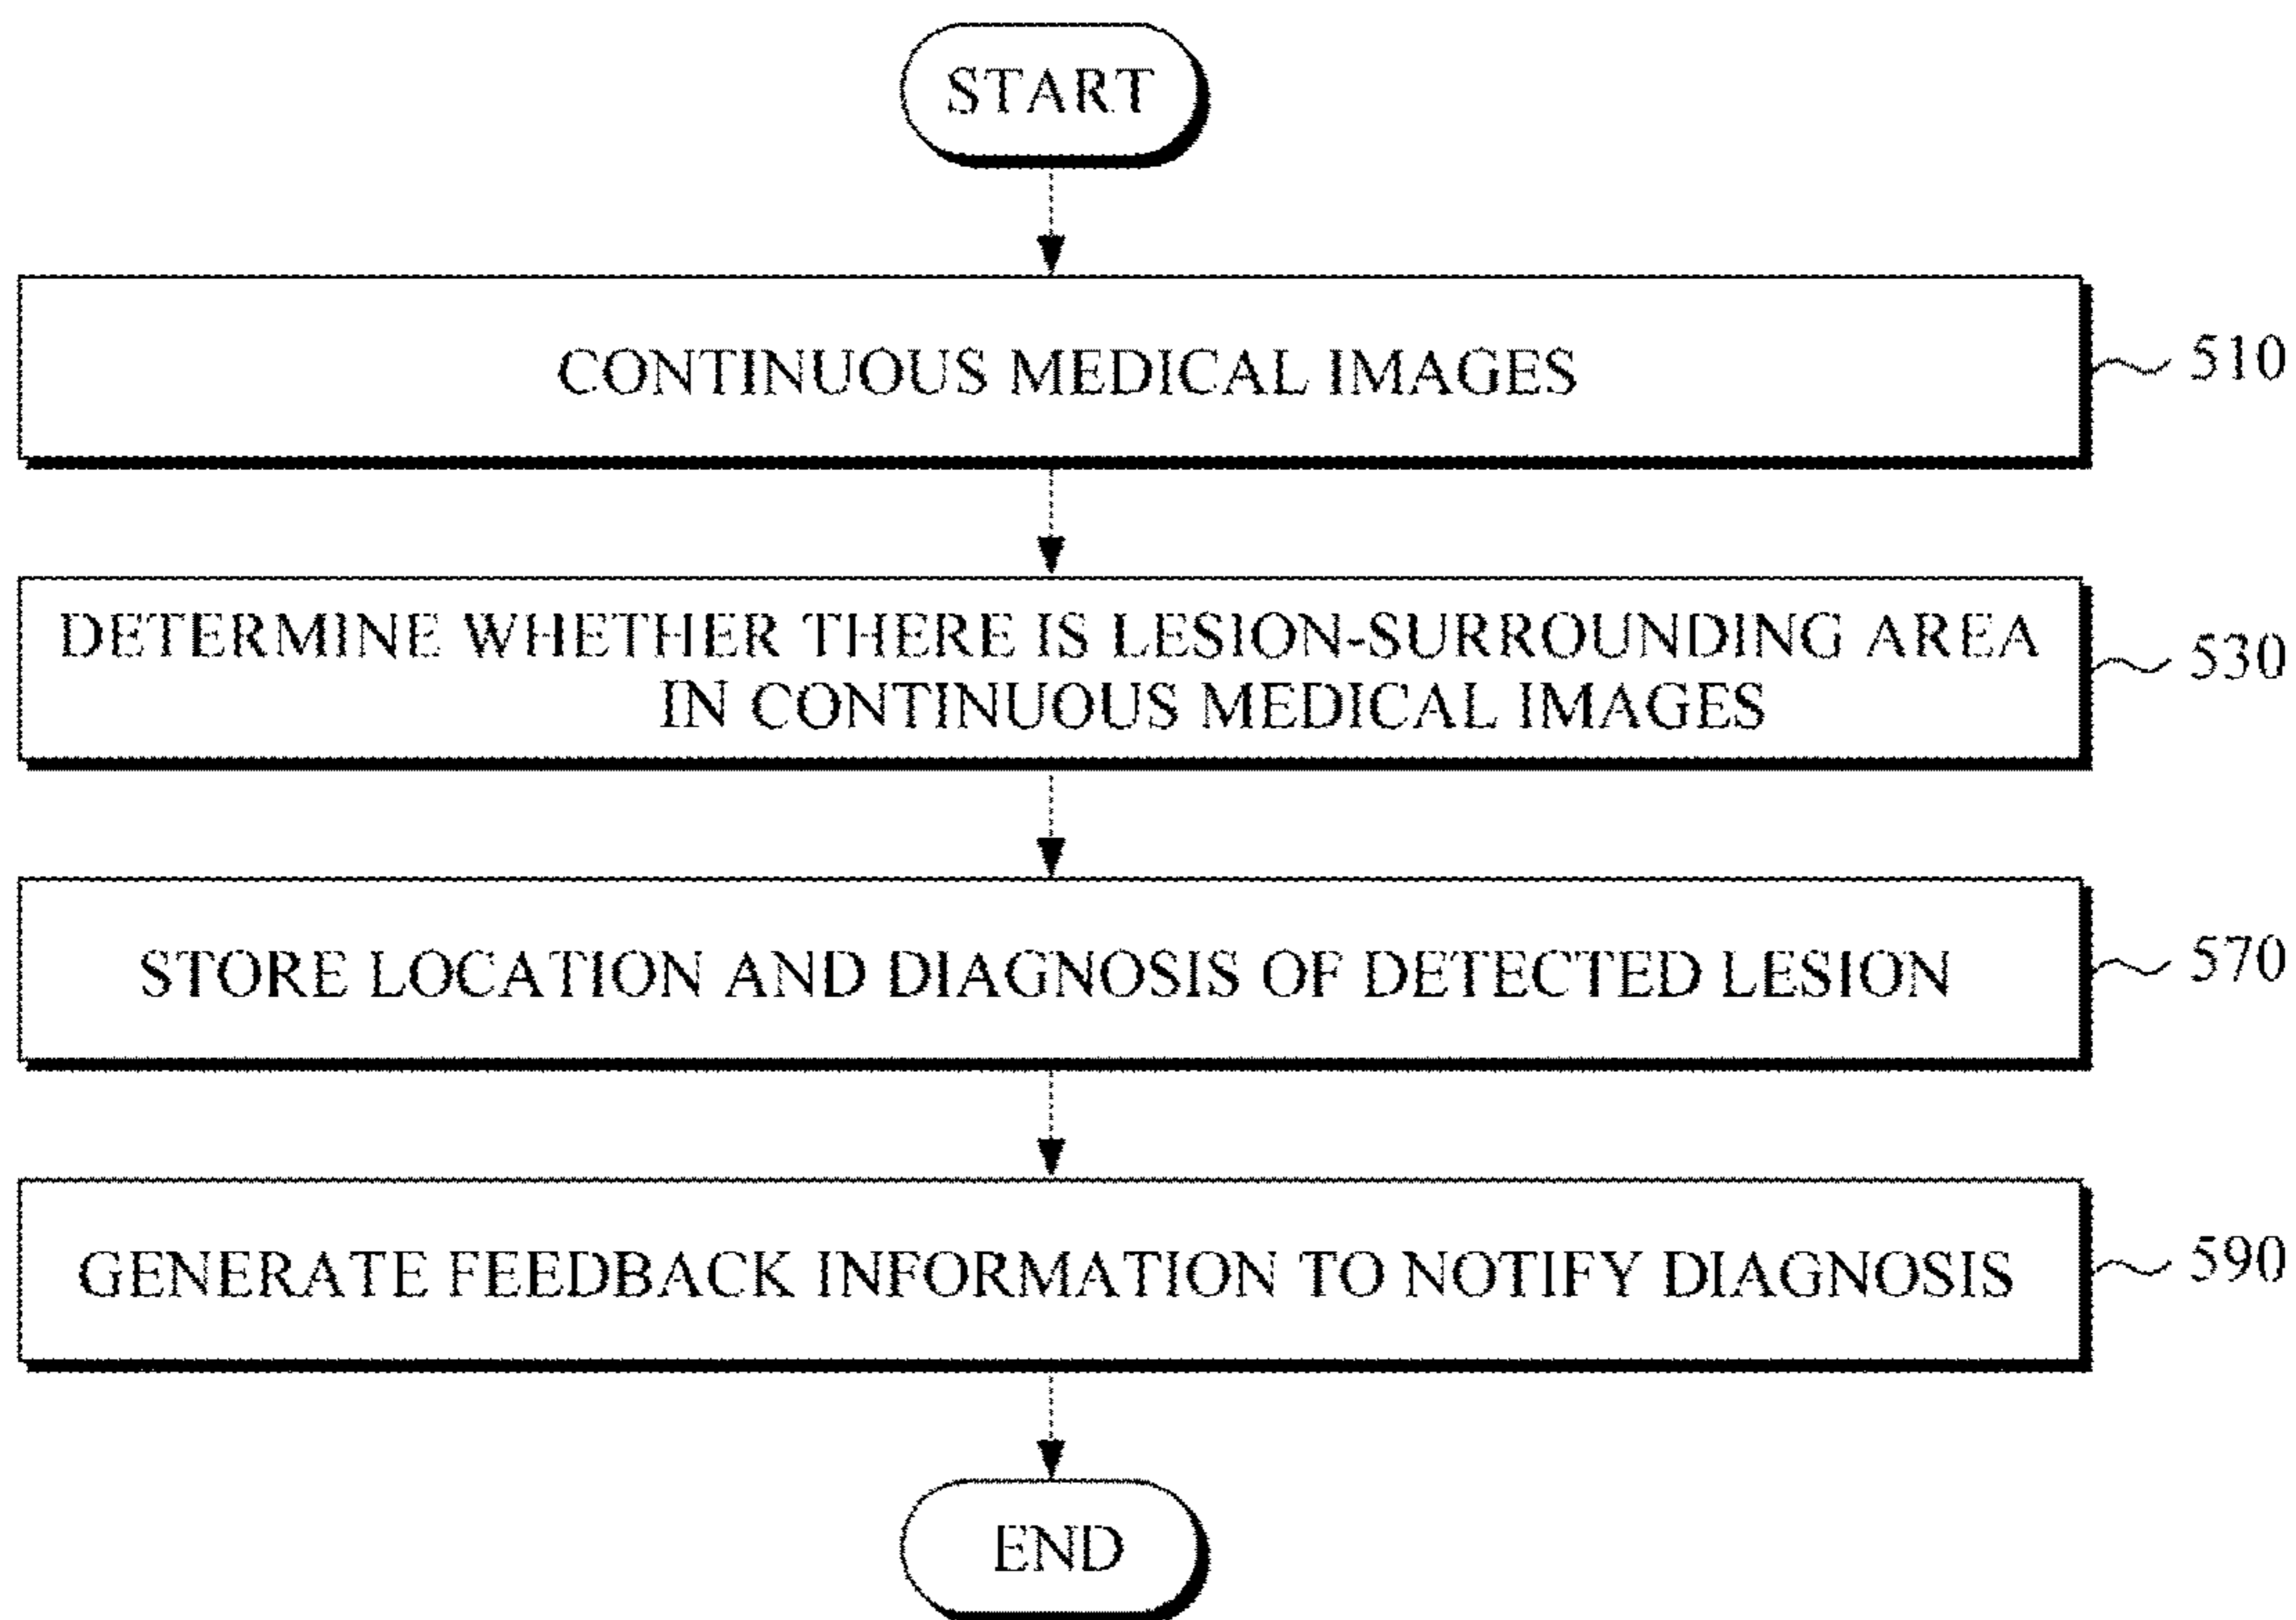 START
CONTINUOUS MEDICAL IMAGES
510
DETERMINE WHETHER THERE IS LESION-SURROUNDING AREA
IN CONTINUOUS MEDICAL IMAGES
530
STORE LOCATION AND DIAGNOSIS OF DETECTED LESION
570
GENERATE FEEDBACK INFORMATION TO NOTIFY DIAGNOSIS
590
END